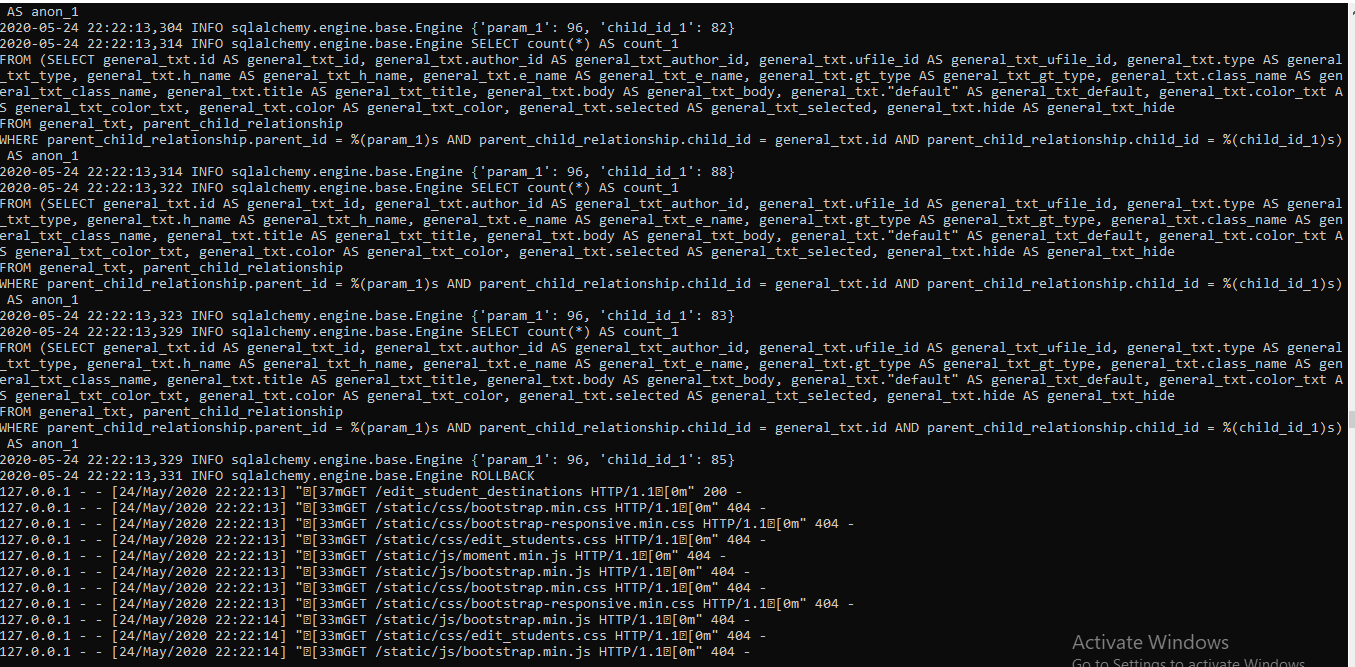 AS anon_1
2020-05-24 22:22:13,304 INFO sqlalchemy.engine.base.Engine {'param_1': 96, 'child_id_1': 82}
2020-05-24 22:22:13,314 INFO sqlalchemy.engine.base.Engine SELECT count(*) AS count_1
FROM (SELECT general_txt.id AS general_txt_id, general_txt.author_id AS general_txt_author_id, general_txt.ufile_id AS general_txt_ufile_id, general_txt.type AS general
_txt_type, general_txt.h_name AS general_txt_h_name, general_txt.e_name AS general_txt_e_name, general_txt.gt_type AS general_txt_gt_type, general_txt.class_name AS gen
eral_txt_class_name, general_txt.title AS general_txt_title, general_txt.body AS general_txt_body, general_txt."default" AS general_txt_default, general_txt.color_txt A
S general_txt_color_txt, general_txt.color AS general_txt_color, general_txt.selected AS general_txt_selected, general_txt.hide AS general_txt_hide
FROM general_txt, parent_child_relationship
WHERE parent_child_relationship.parent_id = %(param_1)s AND parent_child_relationship.child_id = general_txt.id AND parent_child_relationship.child_id = %(child_id_1)s)
 AS anon_1
2020-05-24 22:22:13,314 INFO sqlalchemy.engine.base.Engine {'param_1': 96, 'child_id_1': 88}
2020-05-24 22:22:13,322 INFO sqlalchemy.engine.base.Engine SELECT count(*) AS count_1
FROM (SELECT general_txt.id AS general_txt_id, general_txt.author_id AS general_txt_author_id, general_txt.ufile_id AS general_txt_ufile_id, general_txt.type AS general
_txt_type, general_txt.h_name AS general_txt_h_name, general_txt.e_name AS general_txt_e_name, general_txt.gt_type AS general_txt_gt_type, general_txt.class_name AS gen
eral_txt_class_name, general_txt.title AS general_txt_title, general_txt.body AS general_txt_body, general_txt."default" AS general_txt_default, general_txt.color_txt A
S general_txt_color_txt, general_txt.color AS general_txt_color, general_txt.selected AS general_txt_selected, general_txt.hide AS general_txt_hide
FROM general_txt, parent_child_relationship
WHERE parent_child_relationship.parent_id = %(param_1)s AND parent_child_relationship.child_id = general_txt.id AND parent_child_relationship.child_id = %(child_id_1)s)
 AS anon_1
2020-05-24 22:22:13,323 INFO sqlalchemy.engine.base.Engine {'param_1': 96, 'child_id_1': 83}
2020-05-24 22:22:13,329 INFO sqlalchemy.engine.base.Engine SELECT count(*) AS count_1
FROM (SELECT general_txt.id AS general_txt_id, general_txt.author_id AS general_txt_author_id, general_txt.ufile_id AS general_txt_ufile_id, general_txt.type AS general
_txt_type, general_txt.h_name AS general_txt_h_name, general_txt.e_name AS general_txt_e_name, general_txt.gt_type AS general_txt_gt_type, general_txt.class_name AS gen
eral_txt_class_name, general_txt.title AS general_txt_title, general_txt.body AS general_txt_body, general_txt."default" AS general_txt_default, general_txt.color_txt A
S general_txt_color_txt, general_txt.color AS general_txt_color, general_txt.selected AS general_txt_selected, general_txt.hide AS general_txt_hide
FROM general_txt, parent_child_relationship
WHERE parent_child_relationship.parent_id = %(param_1)s AND parent_child_relationship.child_id = general_txt.id AND parent_child_relationship.child_id = %(child_id_1)s)
 AS anon_1
2020-05-24 22:22:13,329 INFO sqlalchemy.engine.base.Engine {'param_1': 96, 'child_id_1': 85}
2020-05-24 22:22:13,331 INFO sqlalchemy.engine.base.Engine ROLLBACK
127.0.0.1 - - [24/May/2020 22:22:13] "[37mGET /edit_student_destinations HTTP/1.1[0m" 200 -
127.0.0.1 - - [24/May/2020 22:22:13] "[33mGET /static/css/bootstrap.min.css HTTP/1.1[0m" 404 -
127.0.0.1 - - [24/May/2020 22:22:13] "[33mGET /static/css/bootstrap-responsive.min.css HTTP/1.1[0m" 404 -
127.0.0.1 - - [24/May/2020 22:22:13] "[33mGET /static/css/edit_students.css HTTP/1.1[0m" 404 -
127.0.0.1 - - [24/May/2020 22:22:13] "[33mGET /static/js/moment.min.js HTTP/1.1[0m" 404 -
127.0.0.1 - - [24/May/2020 22:22:13] "[33mGET /static/js/bootstrap.min.js HTTP/1.1[0m" 404 -
127.0.0.1 - - [24/May/2020 22:22:13] "[33mGET /static/css/bootstrap.min.css HTTP/1.1[0m" 404 -
127.0.0.1 - - [24/May/2020 22:22:13] "[33mGET /static/css/bootstrap-responsive.min.css HTTP/1.1[0m" 404 -
127.0.0.1 - - [24/May/2020 22:22:14] "[33mGET /static/js/bootstrap.min.js HTTP/1.1[0m" 404 -
127.0.0.1 - - [24/May/2020 22:22:14] "[33mGET /static/css/edit_students.css HTTP/1.1[0m" 404 -
127.0.0.1 - - [24/May/2020 22:22:14] "[33mGET /static/js/bootstrap.min.js HTTP/1.1[0m" 404 -
Activate Windows
Go to Settings to activate Windows.